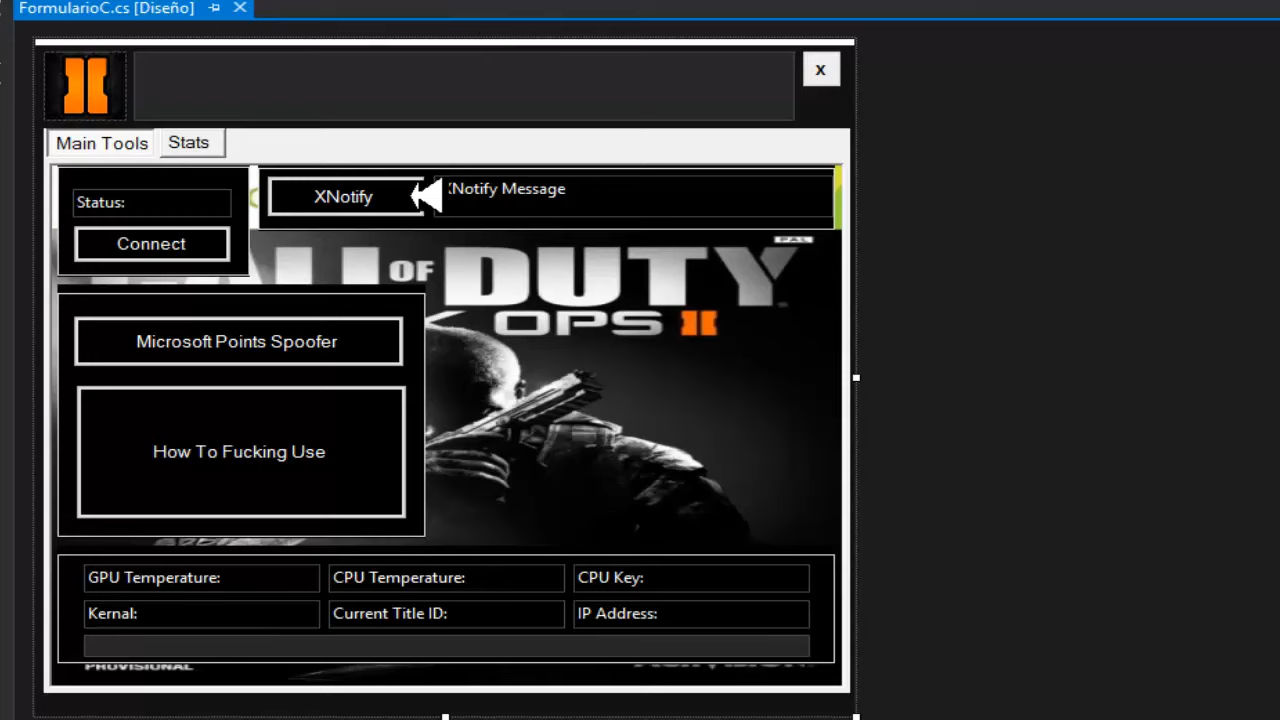 FormularioC.cs [Diseño]
x
Main Tools
Stats
Status:
XNotify
XNotify Message
Connect
OF DUTY
PAL
OPS II
Microsoft Points Spoofer
How To Fucking Use
GPU Temperature:
CPU Temperature:
CPU Key:
Kernal:
Current Title ID:
IP Address:
PROVISIONAL